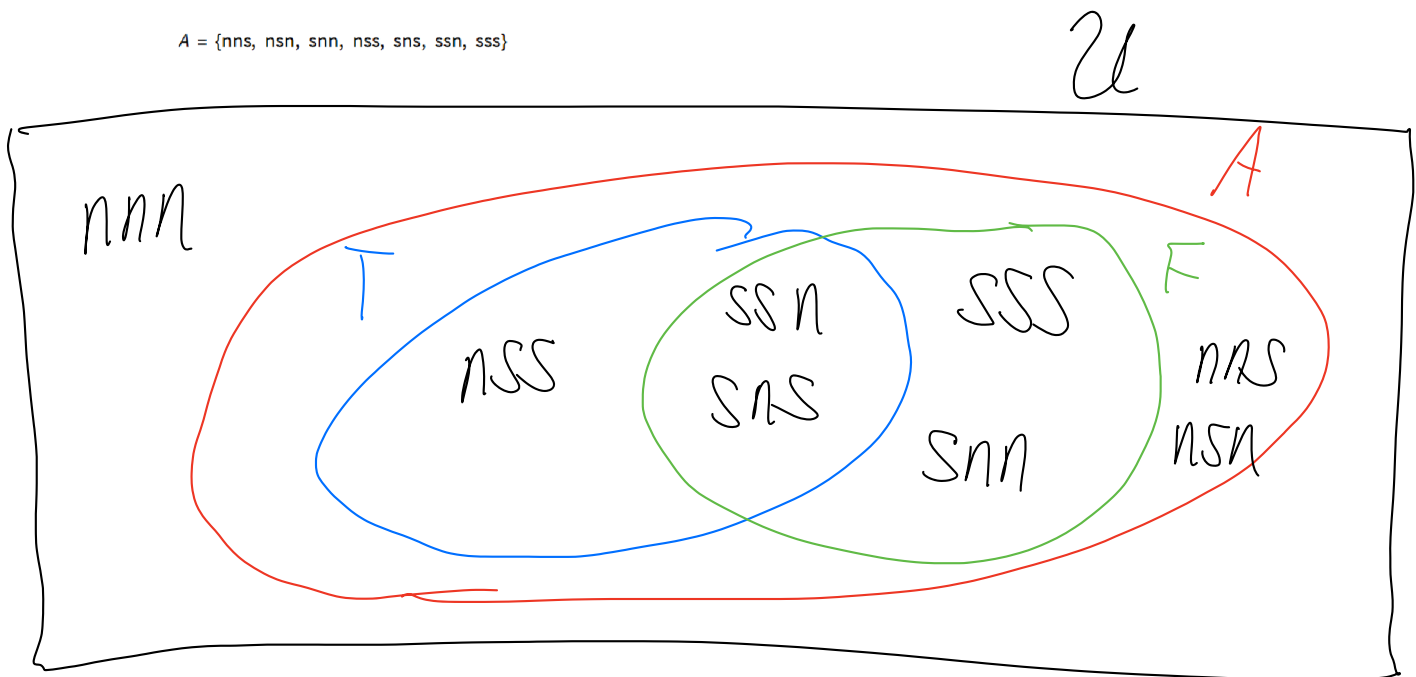 A = {nns, nsn, snn, nss, sns, ssn, sss}
U
A
nnn
T
F
ssn
sss
nss
nns
sns
snn
nsn